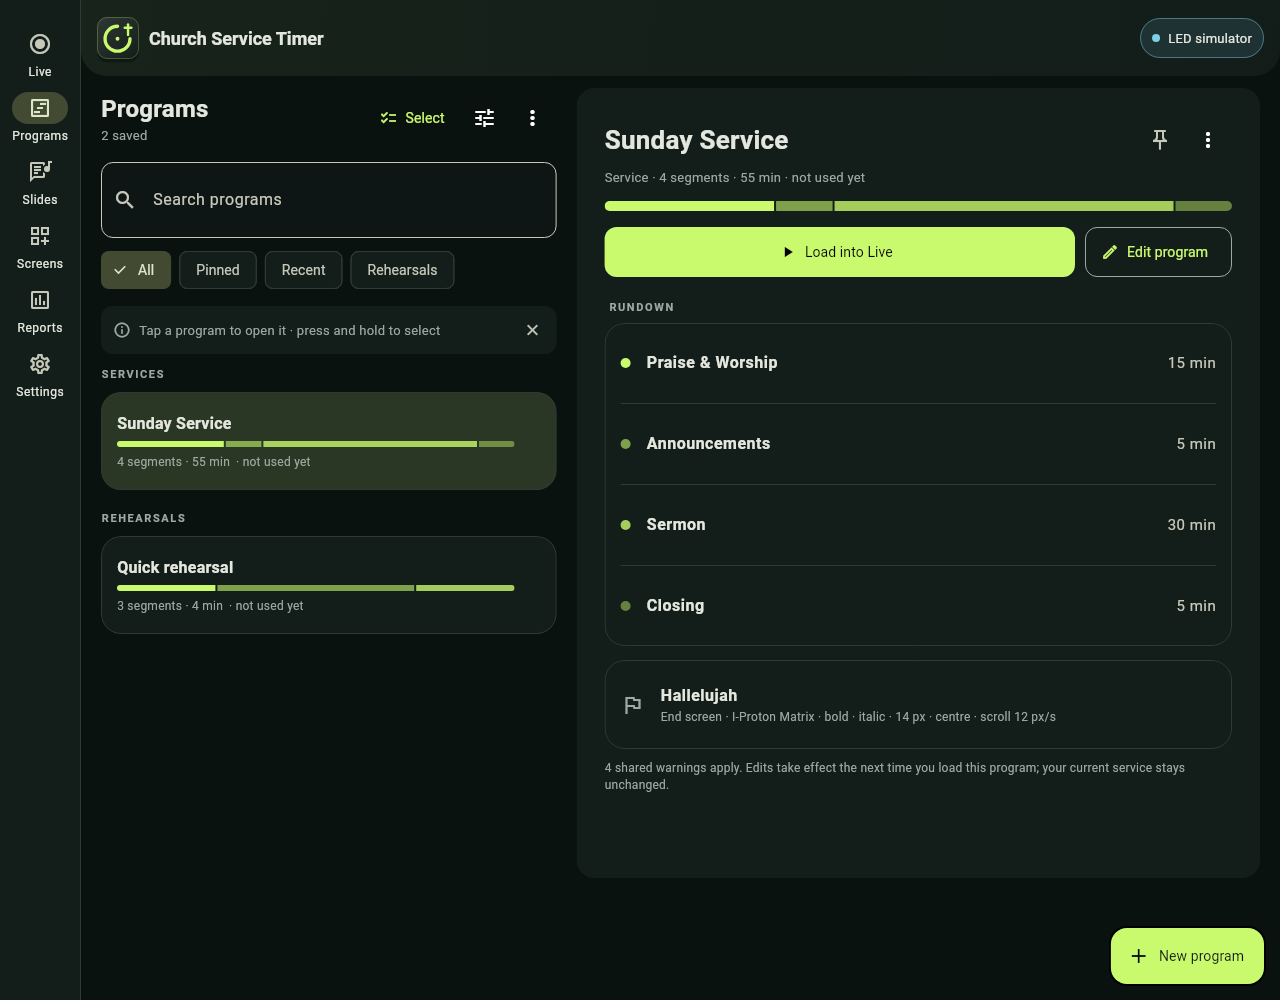 Church Service Timer
LED simulator
Live
Programs
Slides
Screens
Reports
Settings
Programs
2 saved
Select
Search programs
All
Pinned
Recent
Rehearsals
Tap a program to open it · press and hold to select
SERVICES
Sunday Service
4 segments · 55 min · not used yet
REHEARSALS
Quick rehearsal
3 segments · 4 min · not used yet
Sunday Service
Service · 4 segments · 55 min · not used yet
Load into Live
Edit program
RUNDOWN
Praise & Worship 15 min
Announcements 5 min
Sermon 30 min
Closing 5 min
Hallelujah
End screen · I-Proton Matrix · bold · italic · 14 px · centre · scroll 12 px/s
4 shared warnings apply. Edits take effect the next time you load this program; your current service stays
unchanged.
New program